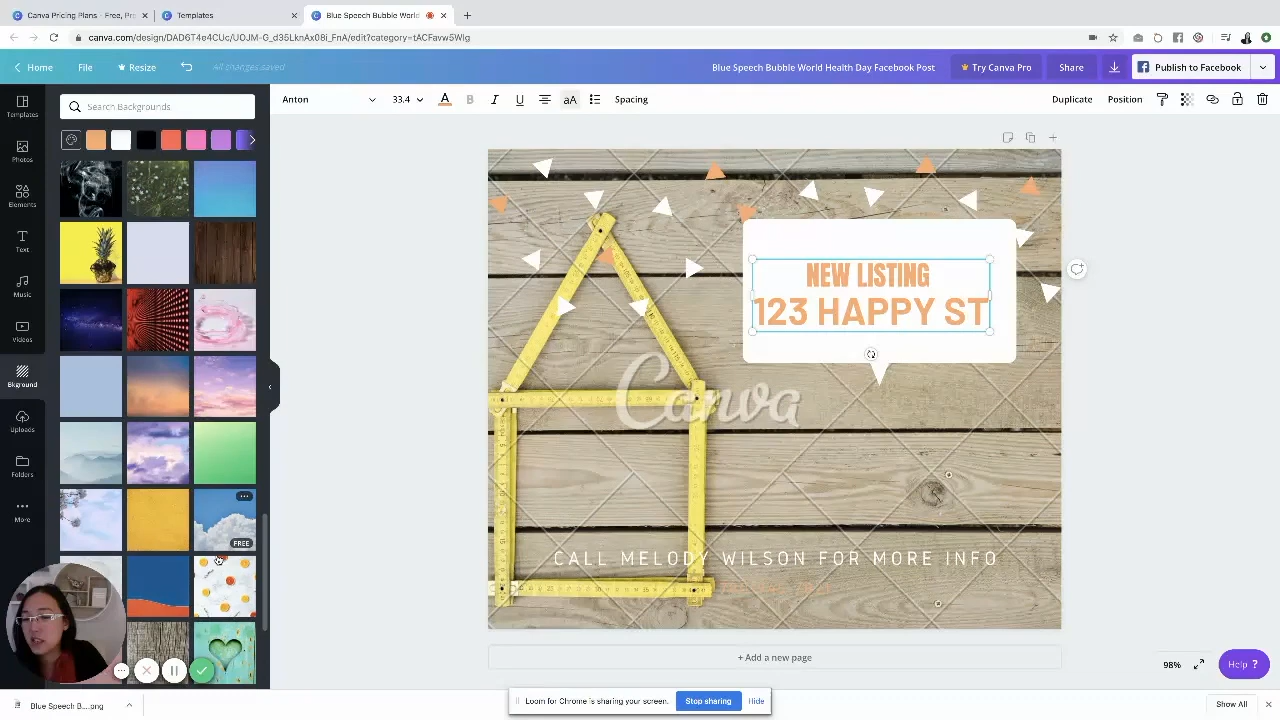 Canva Pricing Plans - Free, Pr
Templates
Blue Speech Bubble World
canva.com/design/DAD6T4e4CUc/UOJM-G_d35LknAx08i_FnA/edit?category=tACFavw5WIg
Home
File
Resize
All changes saved
Blue Speech Bubble World Health Day Facebook Post
Try Canva Pro
Share
Publish to Facebook
Anton
33.4
A
B
I
U
aA
Spacing
Duplicate
Position
Search Backgrounds
Templates
Photos
Elements
Text
Music
Videos
Bkground
Uploads
Folders
More
FREE
NEW LISTING
123 HAPPY ST
Canva
CALL MELODY WILSON FOR MORE INFO
+ Add a new page
98%
Help ?
Loom for Chrome is sharing your screen.
Stop sharing
Hide
Blue Speech B....png
Show All